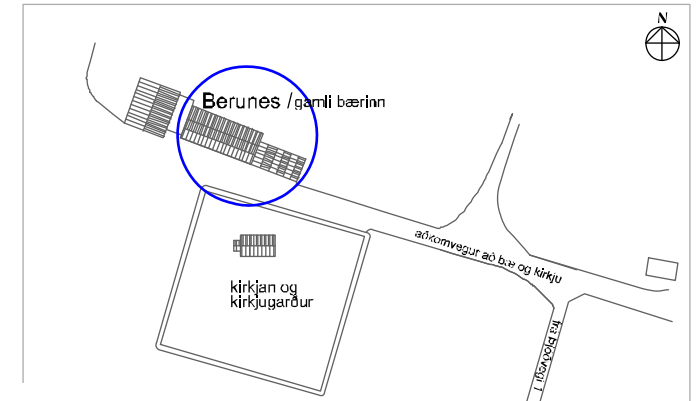 N
Berunes / gamli bærinn
aðkomvegur að bæ og kirkju
kirkjan og
kirkjugarður
frá þjóðvegi 1